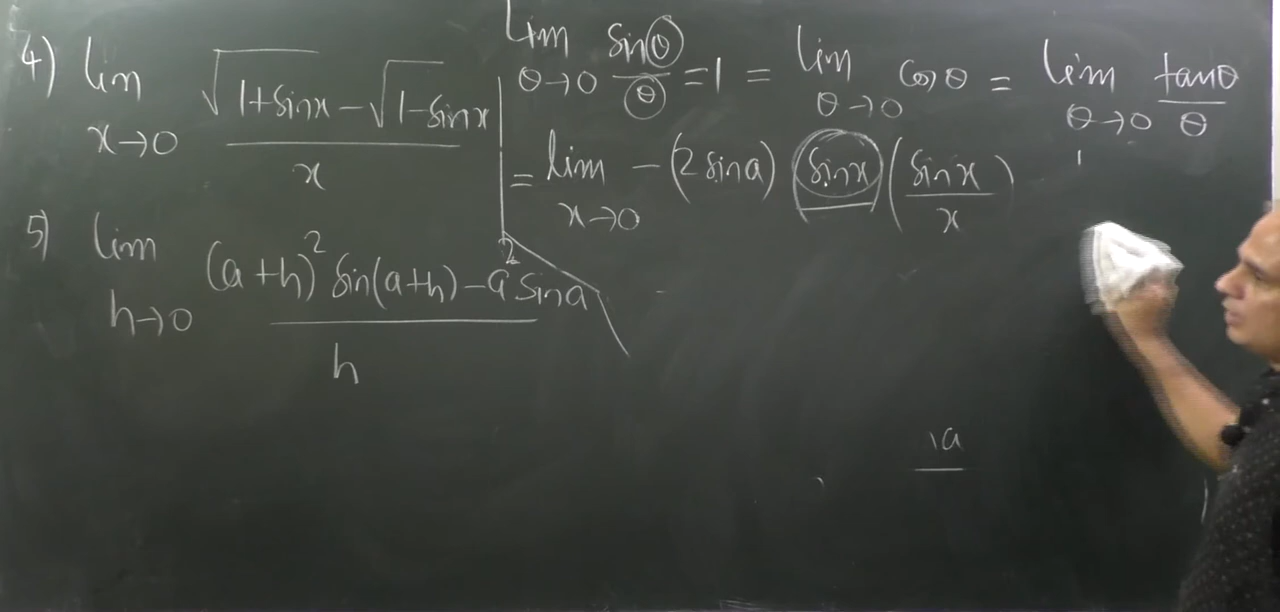 4) lim x→0 (√(1+sinx) − √(1−sinx)) / x
5) lim h→0 ((a+h)² sin(a+h) − a² sin a) / h
Lim θ→0 sinθ/θ = 1 = lim θ→0 Cosθ = lim θ→0 tanθ/θ
= lim x→0 −(2 sina) (sinx) (sinx/x)
a